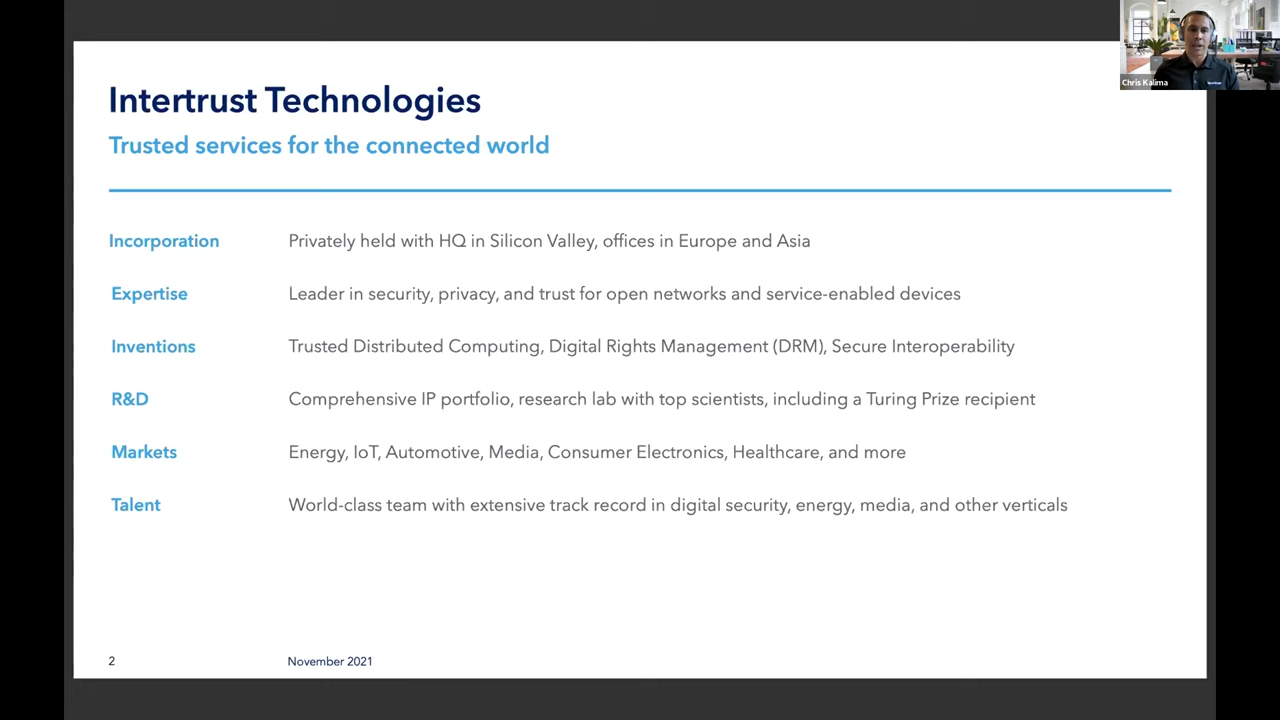 Intertrust Technologies
Trusted services for the connected world
Incorporation Privately held with HQ in Silicon Valley, offices in Europe and Asia
Expertise Leader in security, privacy, and trust for open networks and service-enabled devices
Inventions Trusted Distributed Computing, Digital Rights Management (DRM), Secure Interoperability
R&D Comprehensive IP portfolio, research lab with top scientists, including a Turing Prize recipient
Markets Energy, IoT, Automotive, Media, Consumer Electronics, Healthcare, and more
Talent World-class team with extensive track record in digital security, energy, media, and other verticals
2 November 2021
Chris Kalima